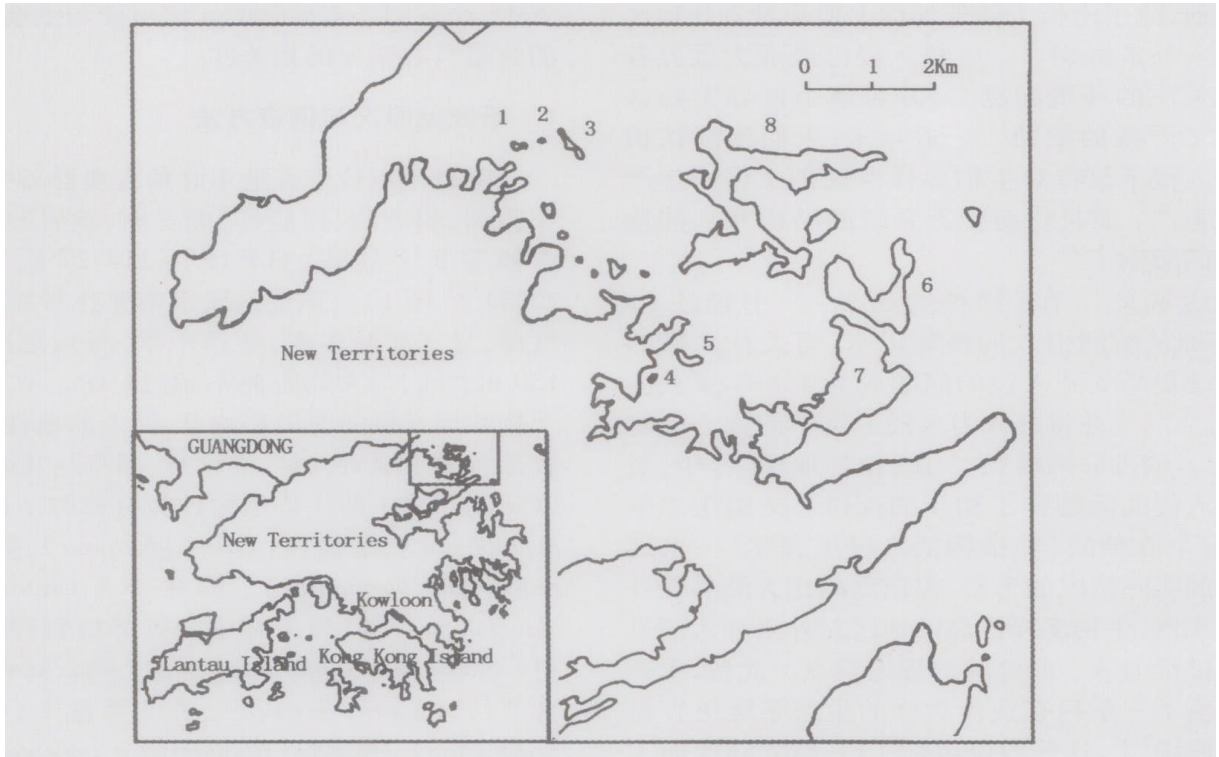 0 1 2Km
1 2 3
8
6
New Territories
5
4
7
GUANGDONG
New Territories
Kowloon
Lantau Island Kong Kong Island